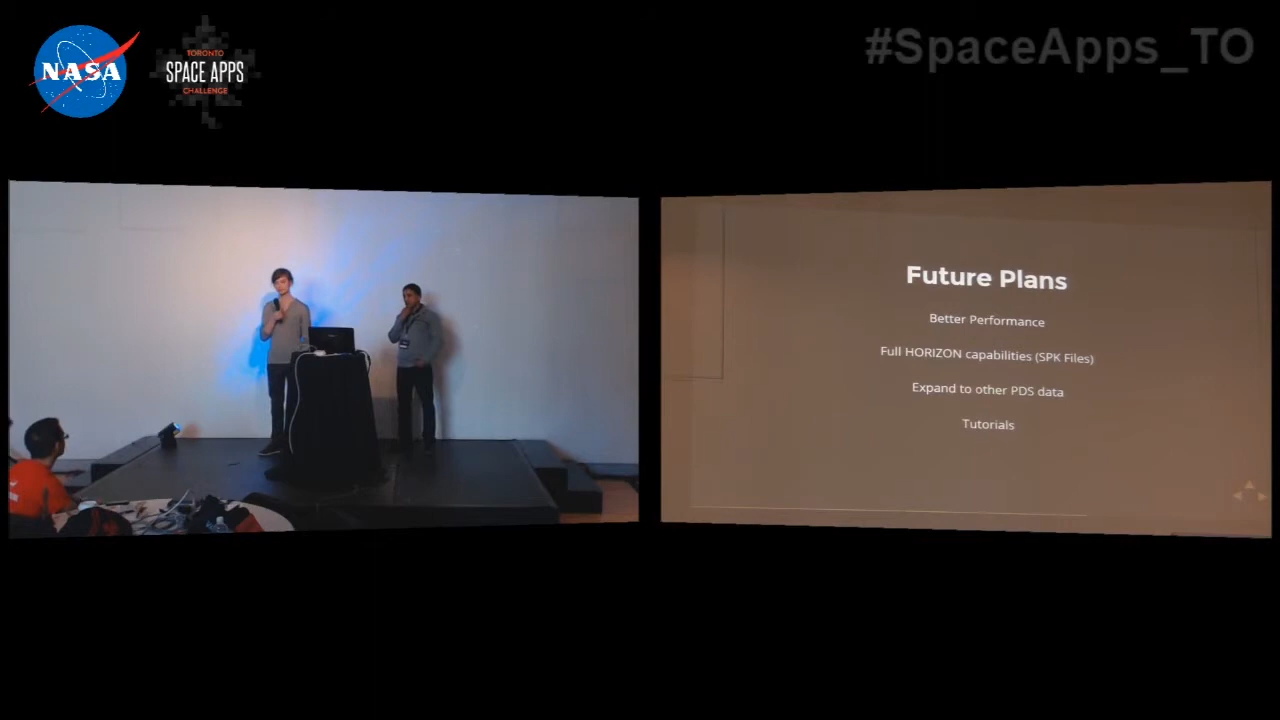 NASA
TORONTO
SPACE APPS
CHALLENGE
#SpaceApps_TO
Future Plans
Better Performance
Full HORIZON capabilities (SPK Files)
Expand to other PDS data
Tutorials